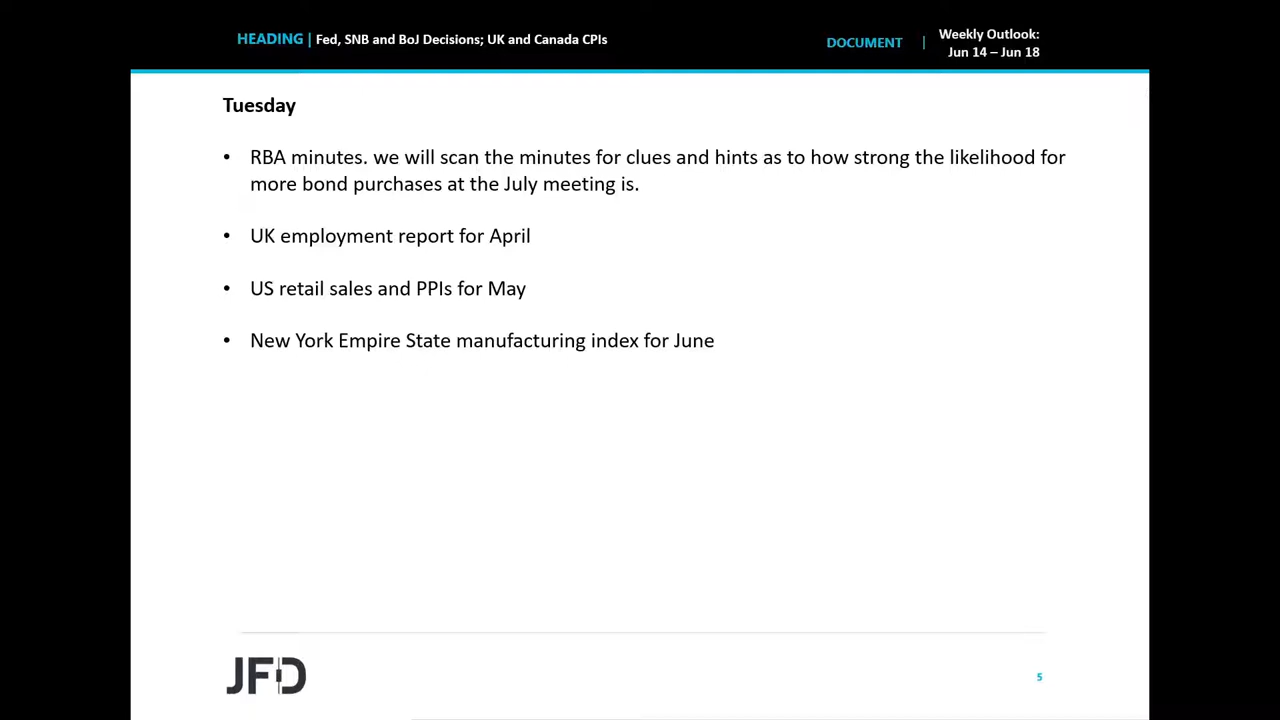 HEADING | Fed, SNB and BoJ Decisions; UK and Canada CPIs
DOCUMENT | Weekly Outlook:
Jun 14 – Jun 18
Tuesday
• RBA minutes. we will scan the minutes for clues and hints as to how strong the likelihood for
more bond purchases at the July meeting is.
• UK employment report for April
• US retail sales and PPIs for May
• New York Empire State manufacturing index for June
JFD
5